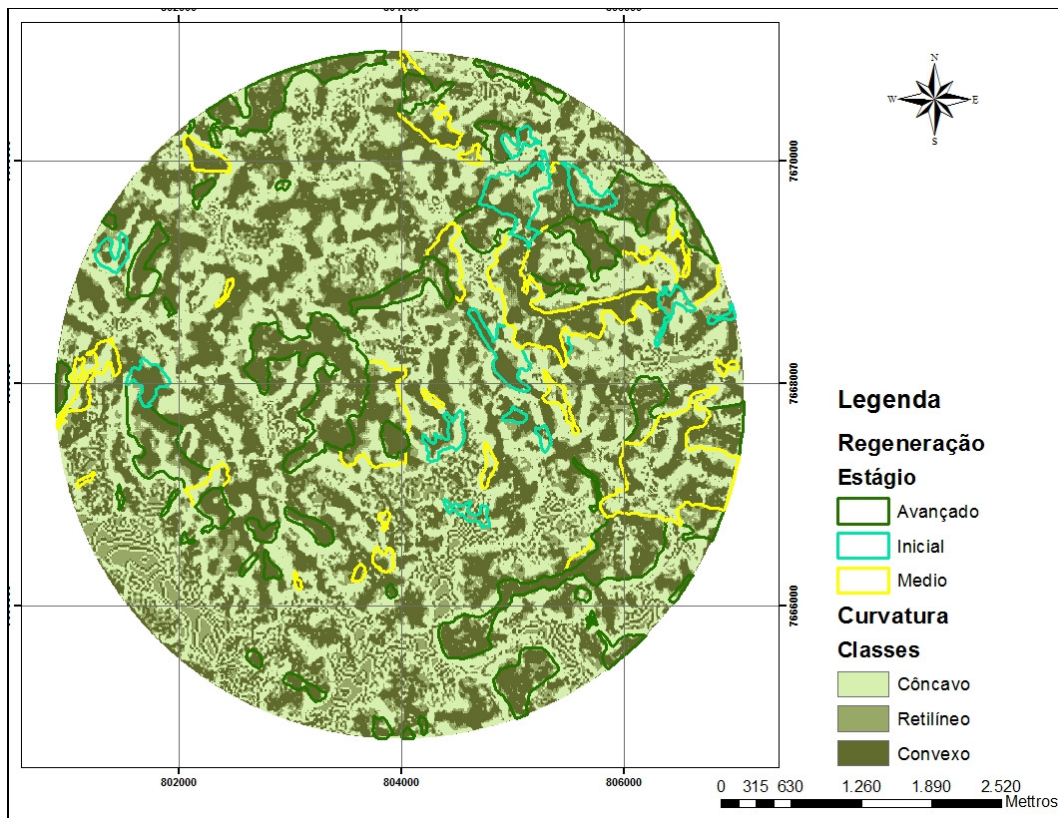 N
W E
S
7670000
7668000
7666000
802000 804000 806000
Legenda
Regeneração
Estágio
Avançado
Inicial
Medio
Curvatura
Classes
Côncavo
Retilíneo
Convexo
0 315 630 1.260 1.890 2.520
Mettros